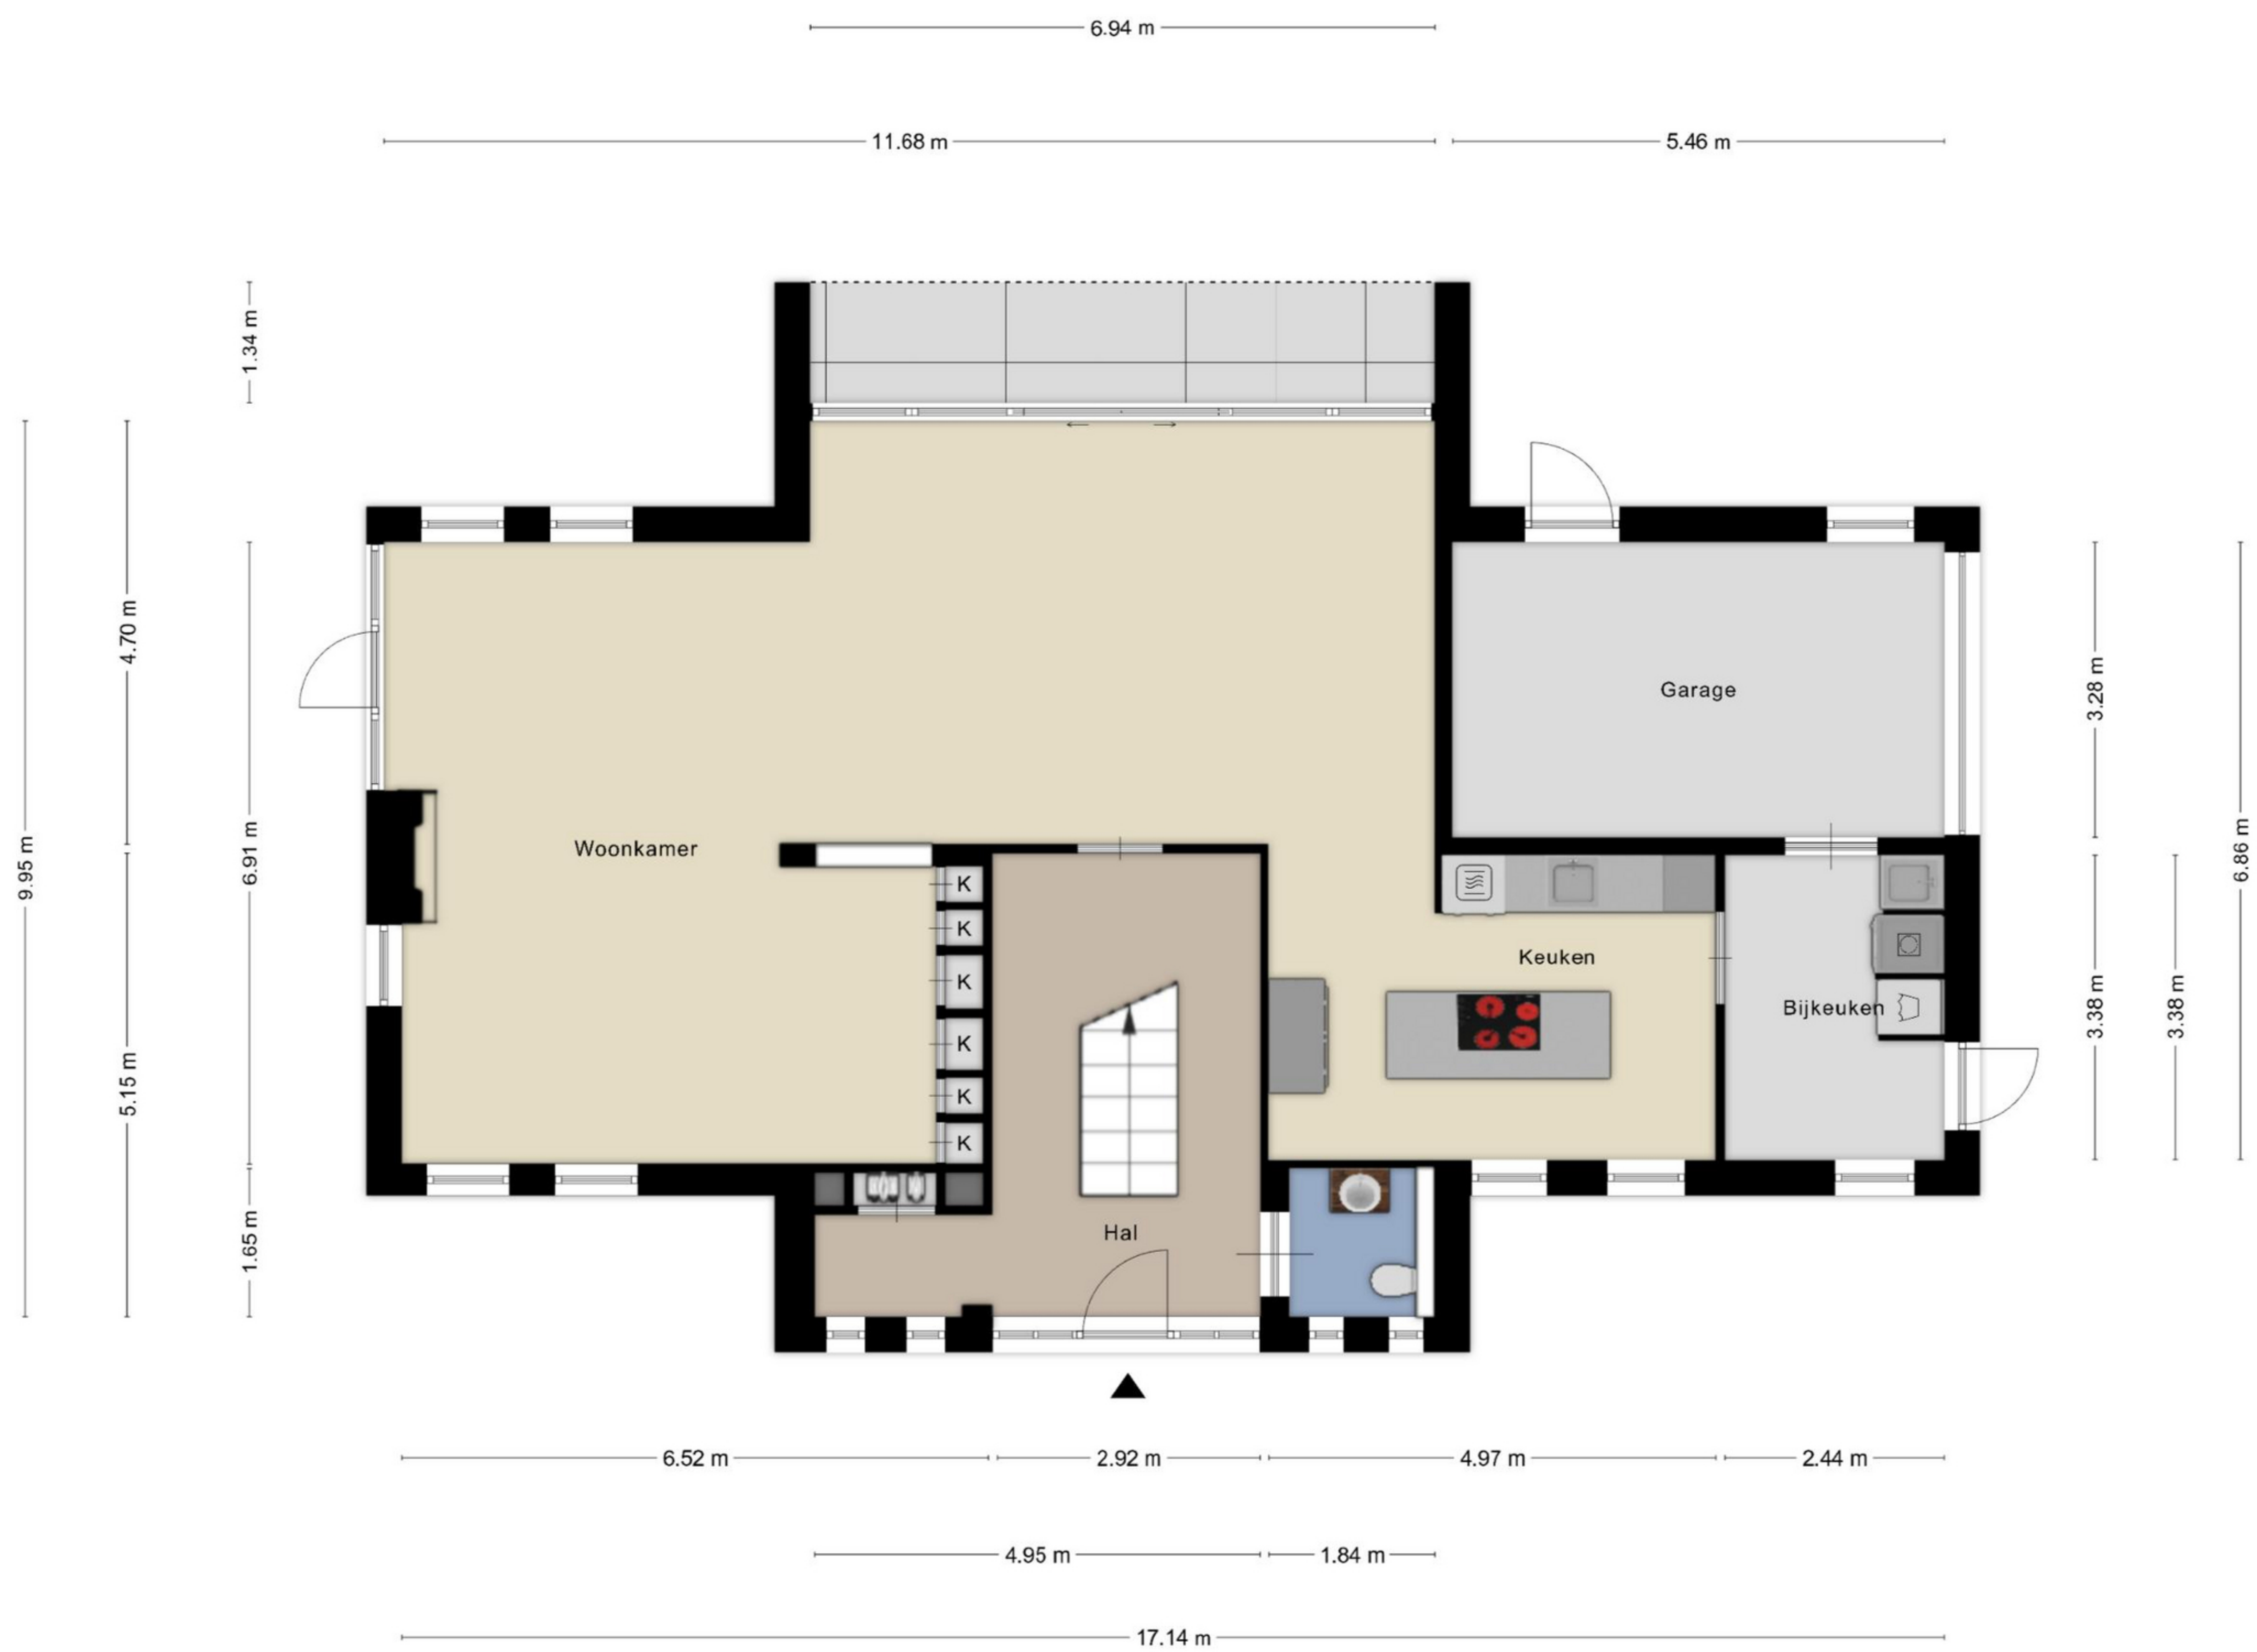 6.94 m
11.68 m
5.46 m
1.34 m
4.70 m
3.28 m
Garage
Woonkamer
6.91 m
9.95 m
6.86 m
K
K
K
K
K
K
Keuken
Bijkeuken
3.38 m
3.38 m
5.15 m
Hal
1.65 m
6.52 m
2.92 m
4.97 m
2.44 m
4.95 m
1.84 m
17.14 m